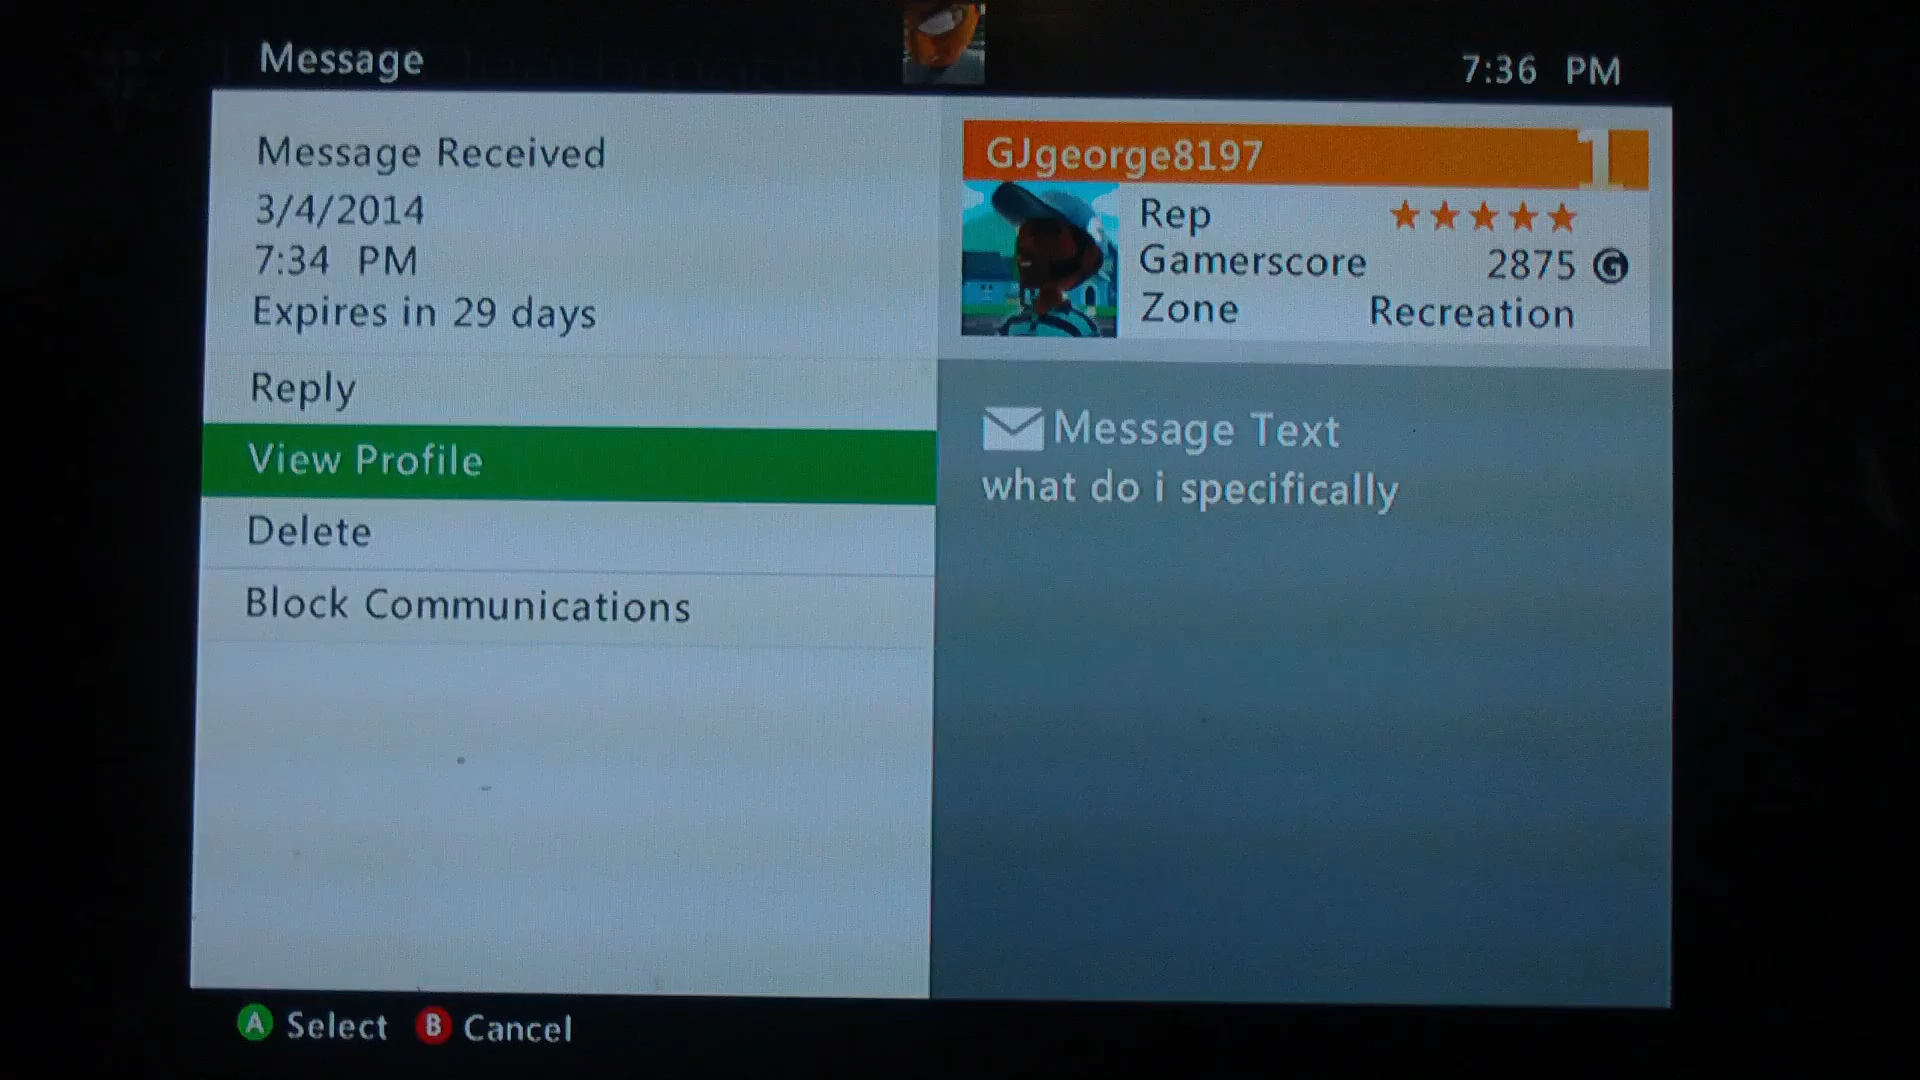 Message
7:36 PM
Message Received
3/4/2014
7:34 PM
Expires in 29 days
Reply
View Profile
Delete
Block Communications
GJgeorge8197
1
Rep
Gamerscore 2875 G
Zone Recreation
Message Text
what do i specifically
A Select B Cancel